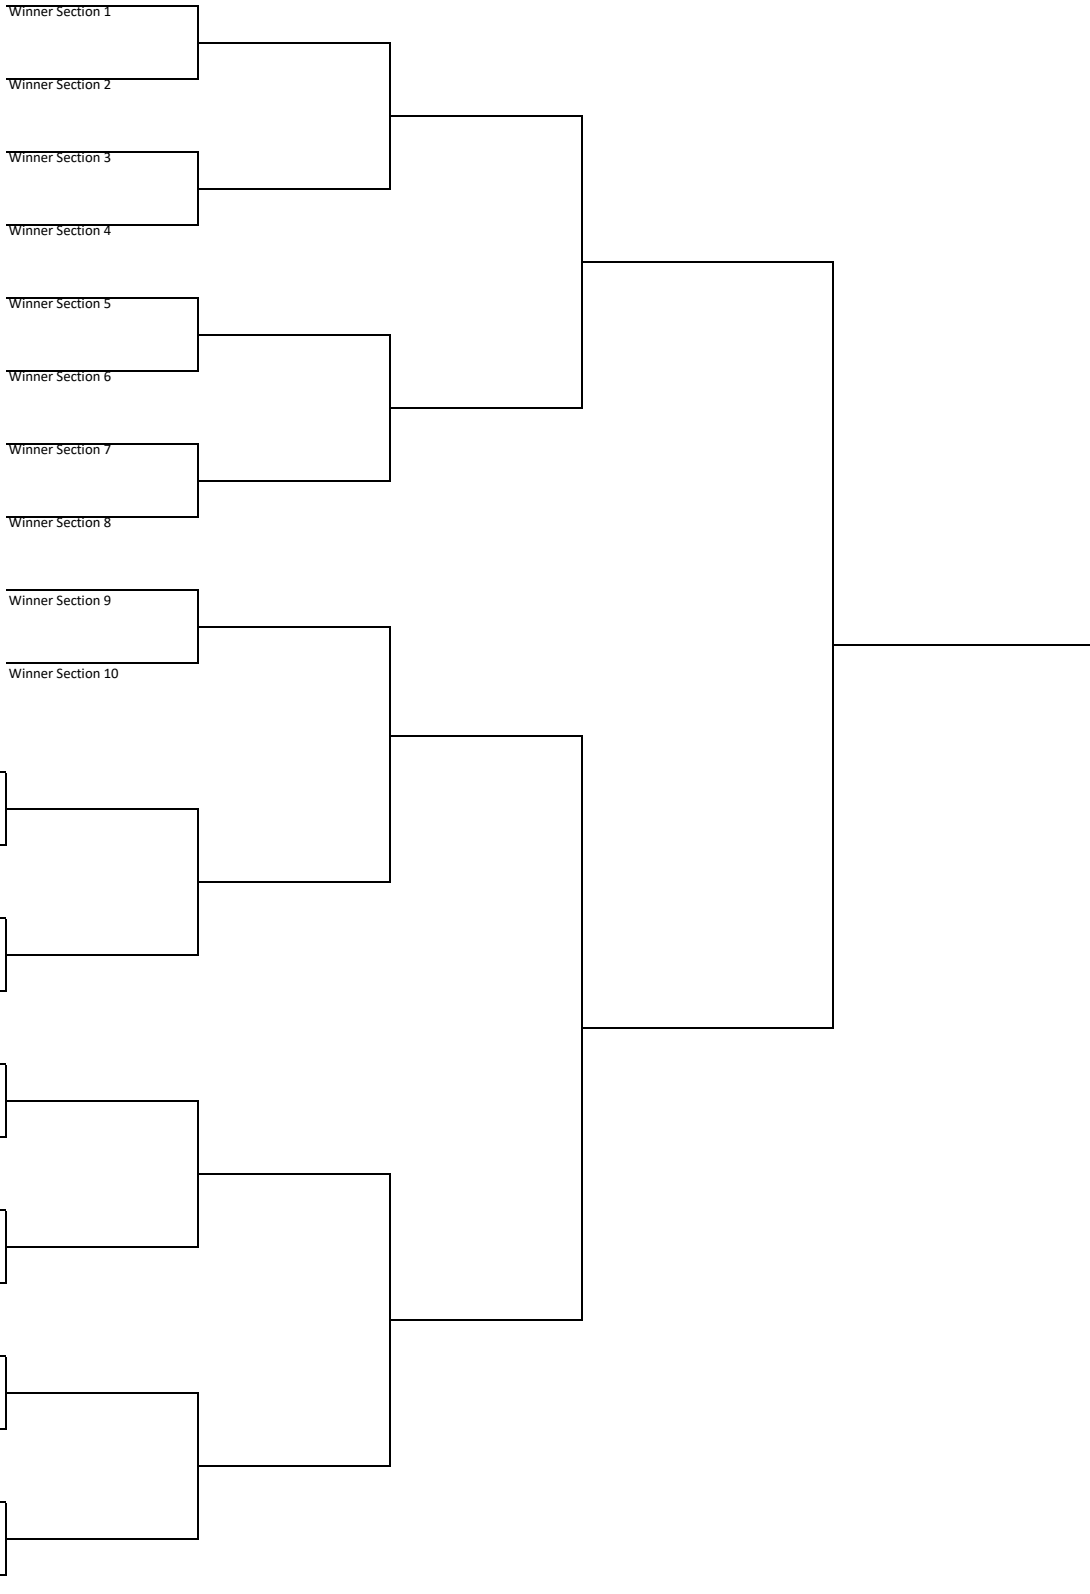 Winner Section 1
Winner Section 2
Winner Section 3
Winner Section 4
Winner Section 5
Winner Section 6
Winner Section 7
Winner Section 8
Winner Section 9
Winner Section 10